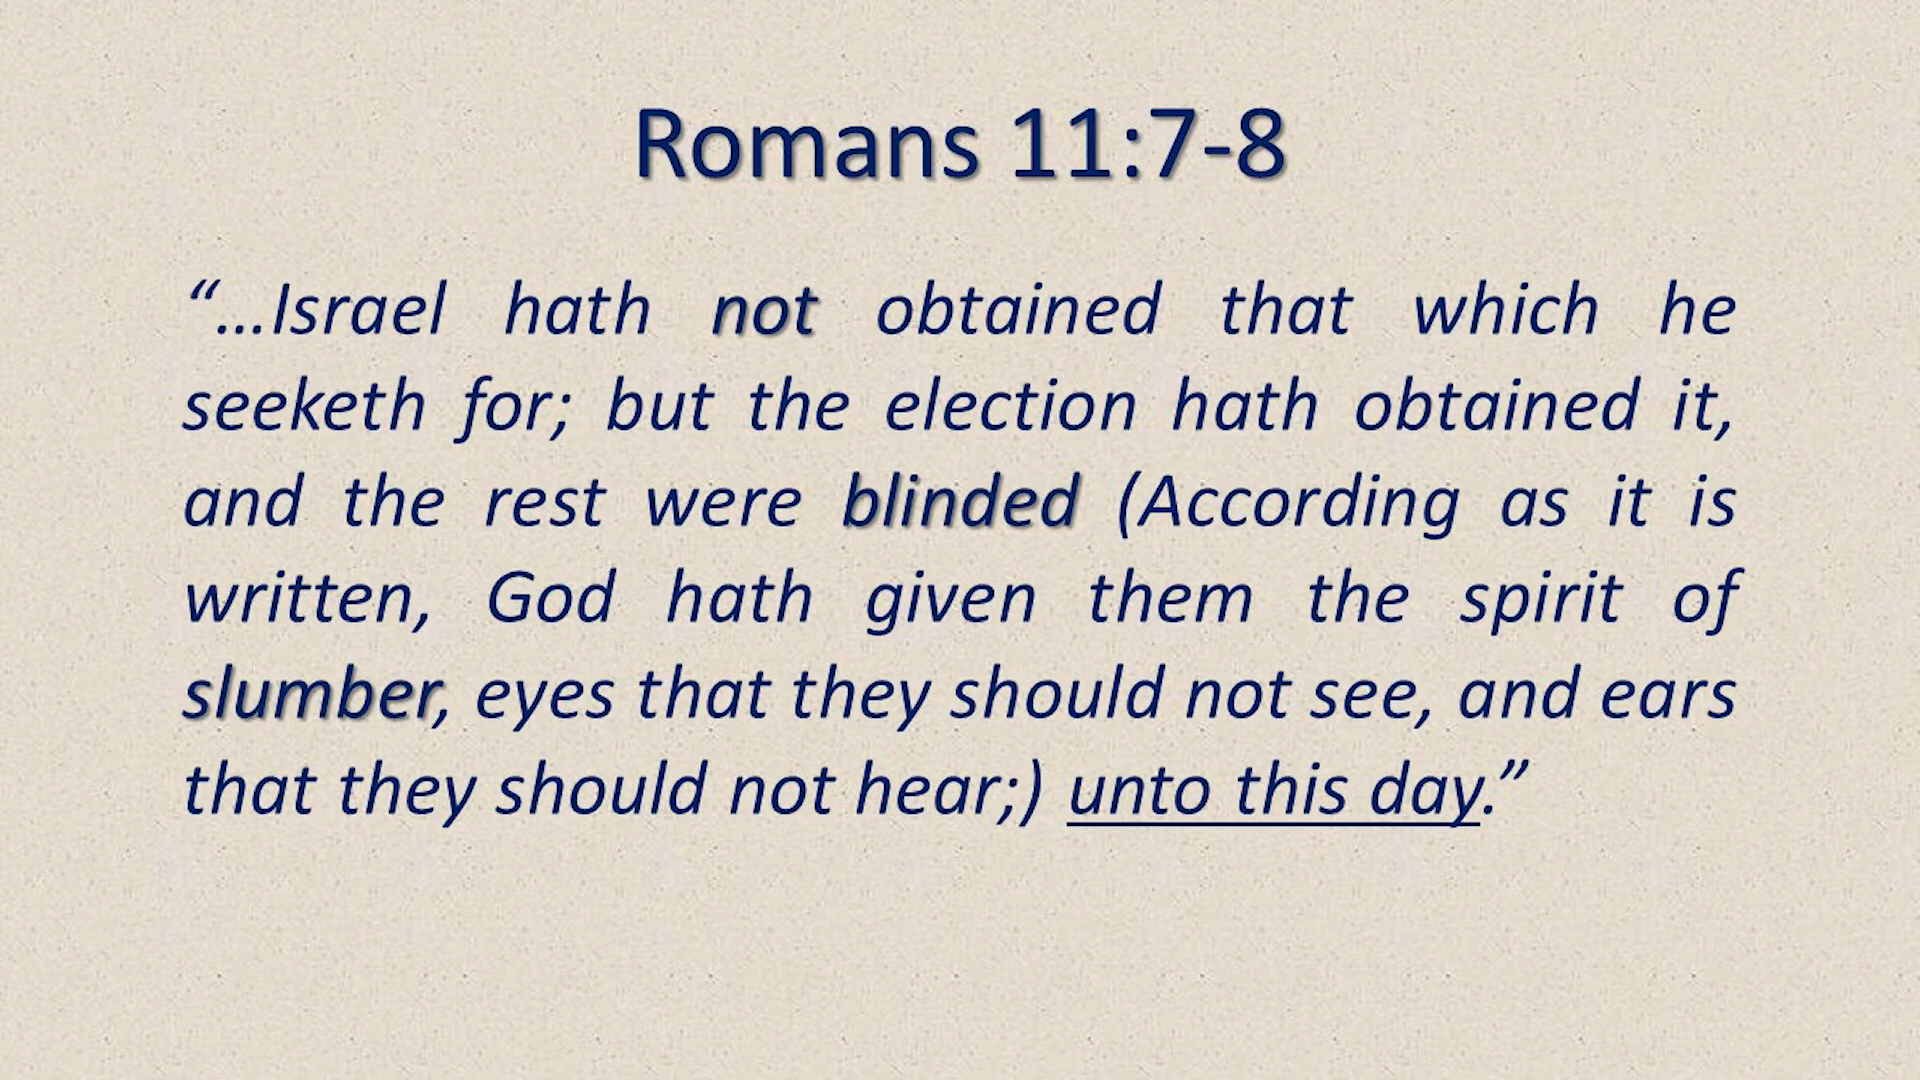 Romans 11:7-8
“...Israel hath not obtained that which he
seeketh for; but the election hath obtained it,
and the rest were blinded (According as it is
written, God hath given them the spirit of
slumber, eyes that they should not see, and ears
that they should not hear;) unto this day.”